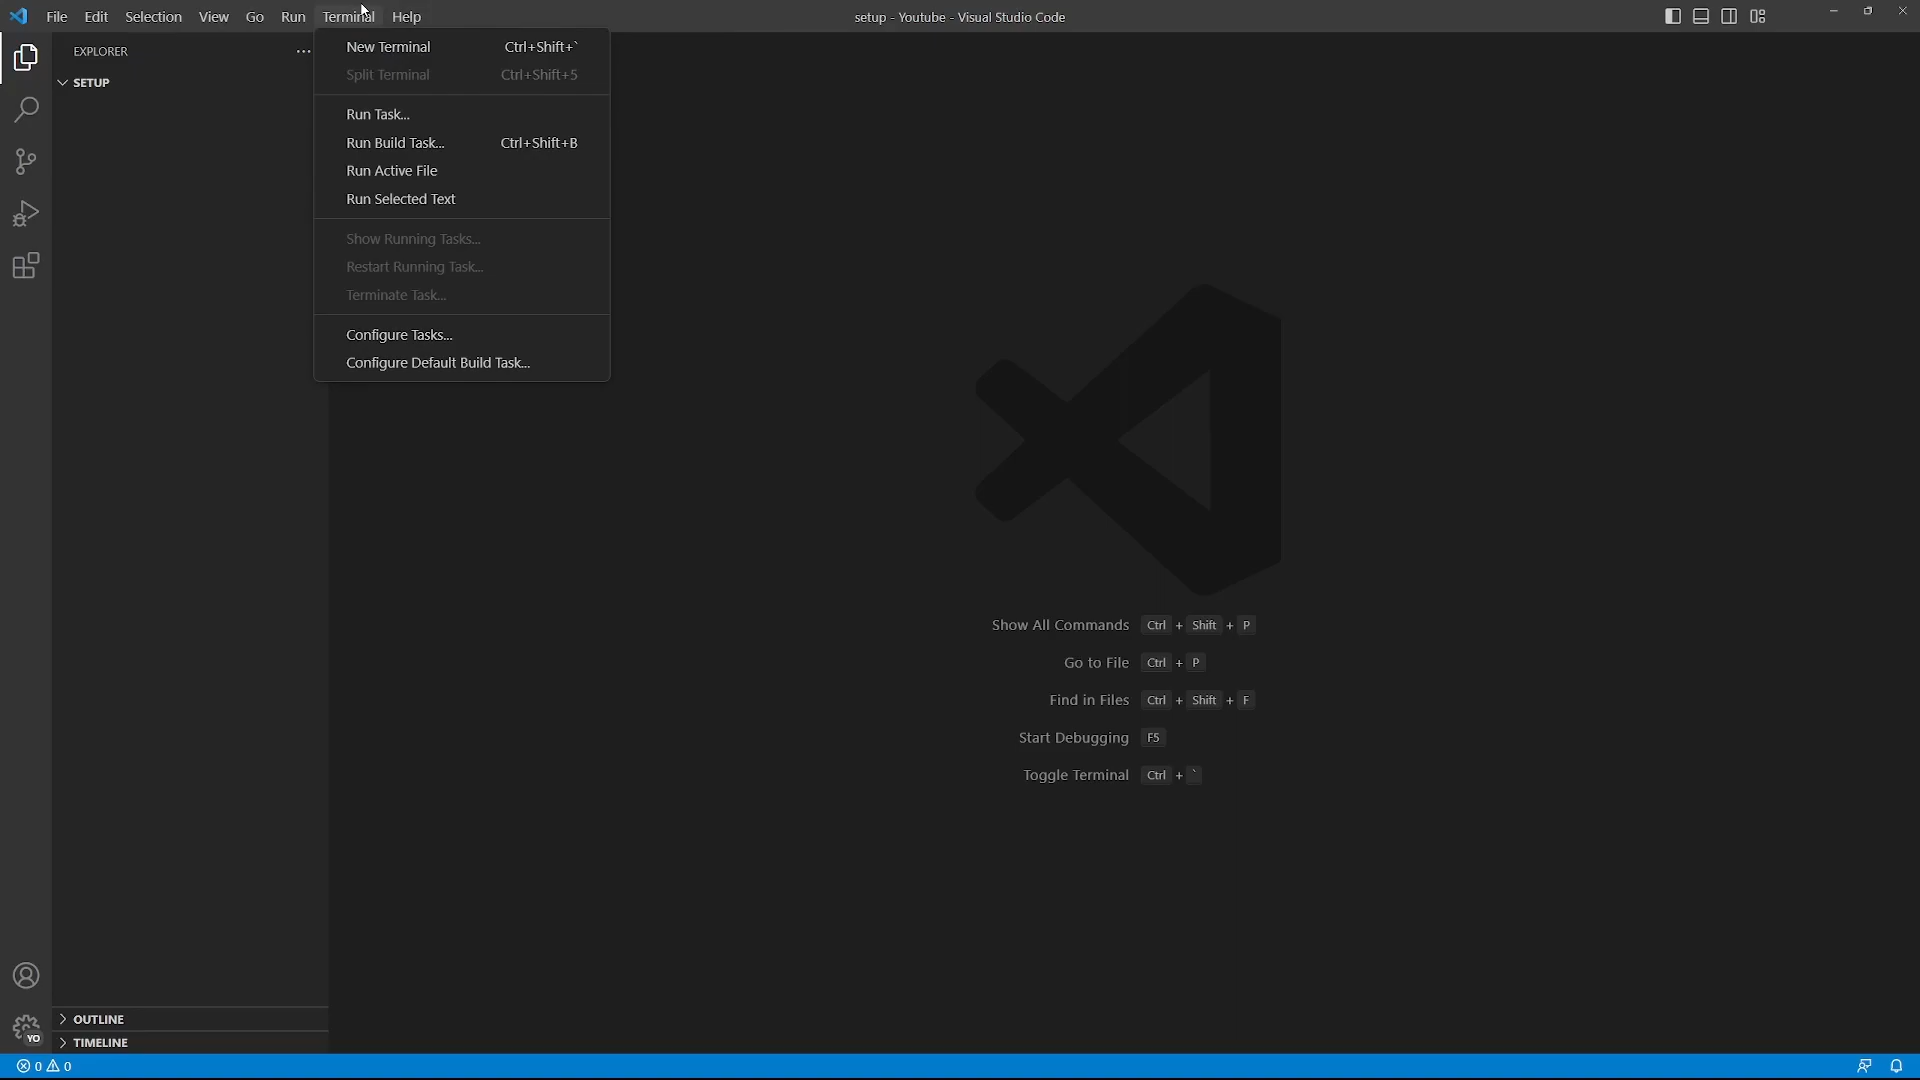 File Edit Selection View Go Run Terminal Help
setup - Youtube - Visual Studio Code
EXPLORER
SETUP
New Terminal Ctrl+Shift+`
Split Terminal Ctrl+Shift+5
Run Task...
Run Build Task... Ctrl+Shift+B
Run Active File
Run Selected Text
Show Running Tasks...
Restart Running Task...
Terminate Task...
Configure Tasks...
Configure Default Build Task...
Show All Commands Ctrl + Shift + P
Go to File Ctrl + P
Find in Files Ctrl + Shift + F
Start Debugging F5
Toggle Terminal Ctrl + `
OUTLINE
YO
TIMELINE
0 0